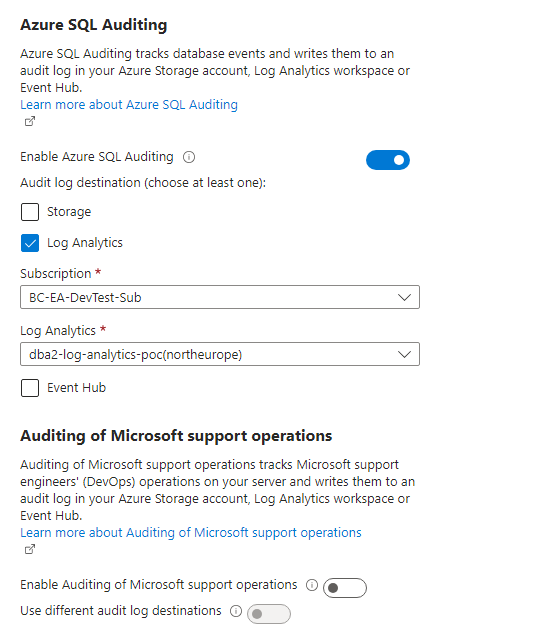 Azure SQL Auditing
Azure SQL Auditing tracks database events and writes them to an
audit log in your Azure Storage account, Log Analytics workspace or
Event Hub.
Learn more about Azure SQL Auditing
Enable Azure SQL Auditing
Audit log destination (choose at least one):
Storage
Log Analytics
Subscription *
BC-EA-DevTest-Sub
Log Analytics *
dba2-log-analytics-poc(northeurope)
Event Hub
Auditing of Microsoft support operations
Auditing of Microsoft support operations tracks Microsoft support
engineers' (DevOps) operations on your server and writes them to an
audit log in your Azure Storage account, Log Analytics workspace or
Event Hub.
Learn more about Auditing of Microsoft support operations
Enable Auditing of Microsoft support operations
Use different audit log destinations